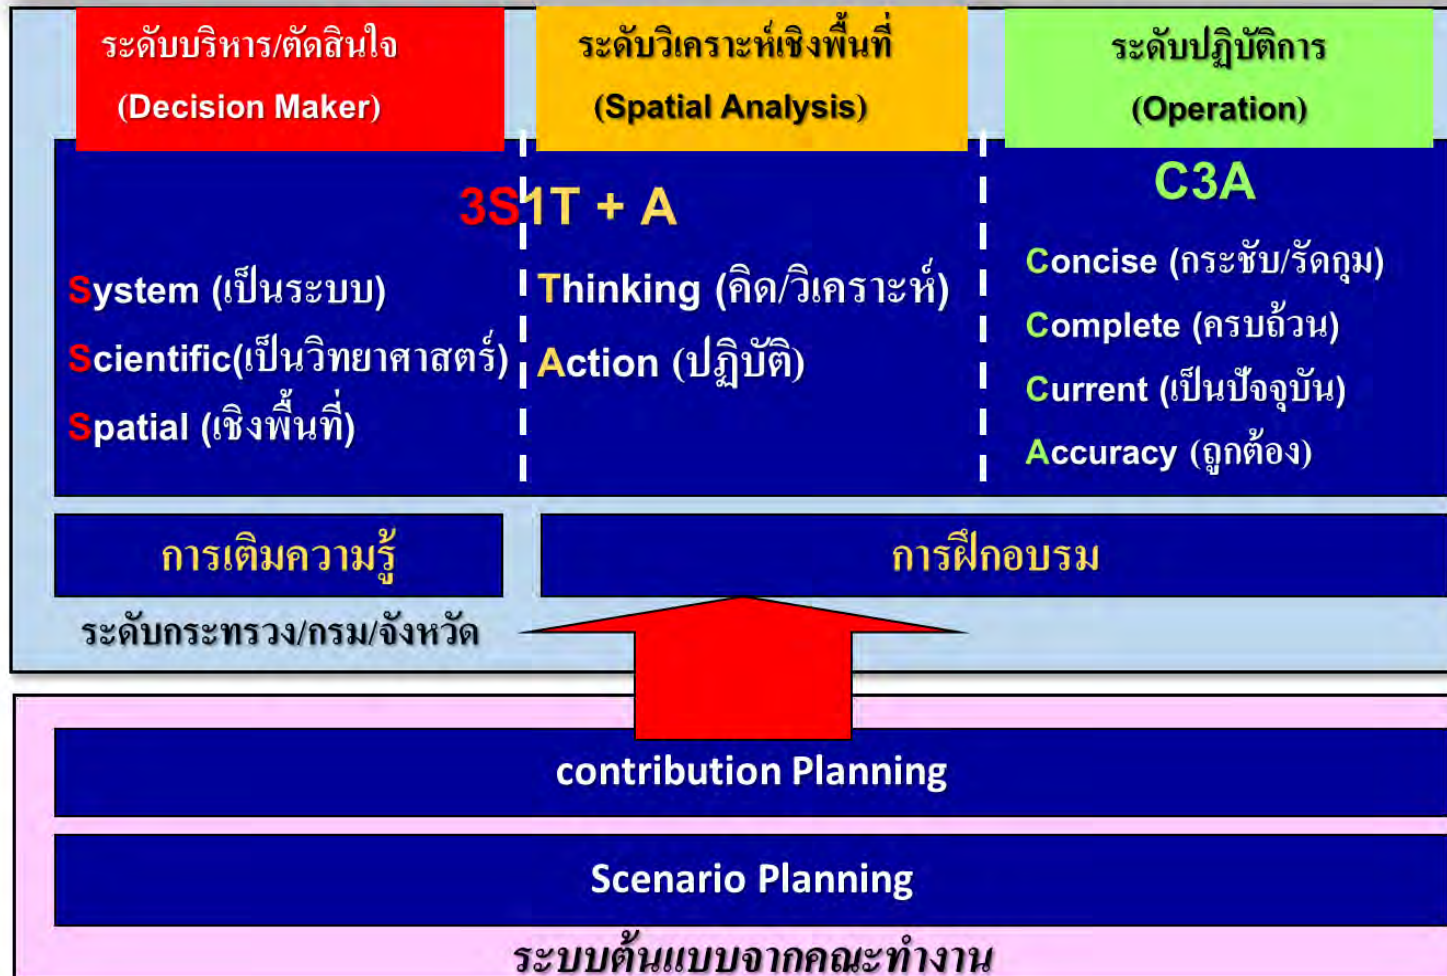 ระดับบริหาร/ตัดสินใจ
(Decision Maker)
ระดับวิเคราะห์เชิงพื้นที่
(Spatial Analysis)
ระดับปฏิบัติการ
(Operation)
3S1T + A
System (เป็นระบบ)
Scientific(เป็นวิทยาศาสตร์)
Spatial (เชิงพื้นที่)
Thinking (คิด/วิเคราะห์)
Action (ปฏิบัติ)
C3A
Concise (กระชับ/รัดกุม)
Complete (ครบถ้วน)
Current (เป็นปัจจุบัน)
Accuracy (ถูกต้อง)
การเติมความรู้
การฝึกอบรม
ระดับกระทรวง/กรม/จังหวัด
contribution Planning
Scenario Planning
ระบบต้นแบบจากคณะทำงาน